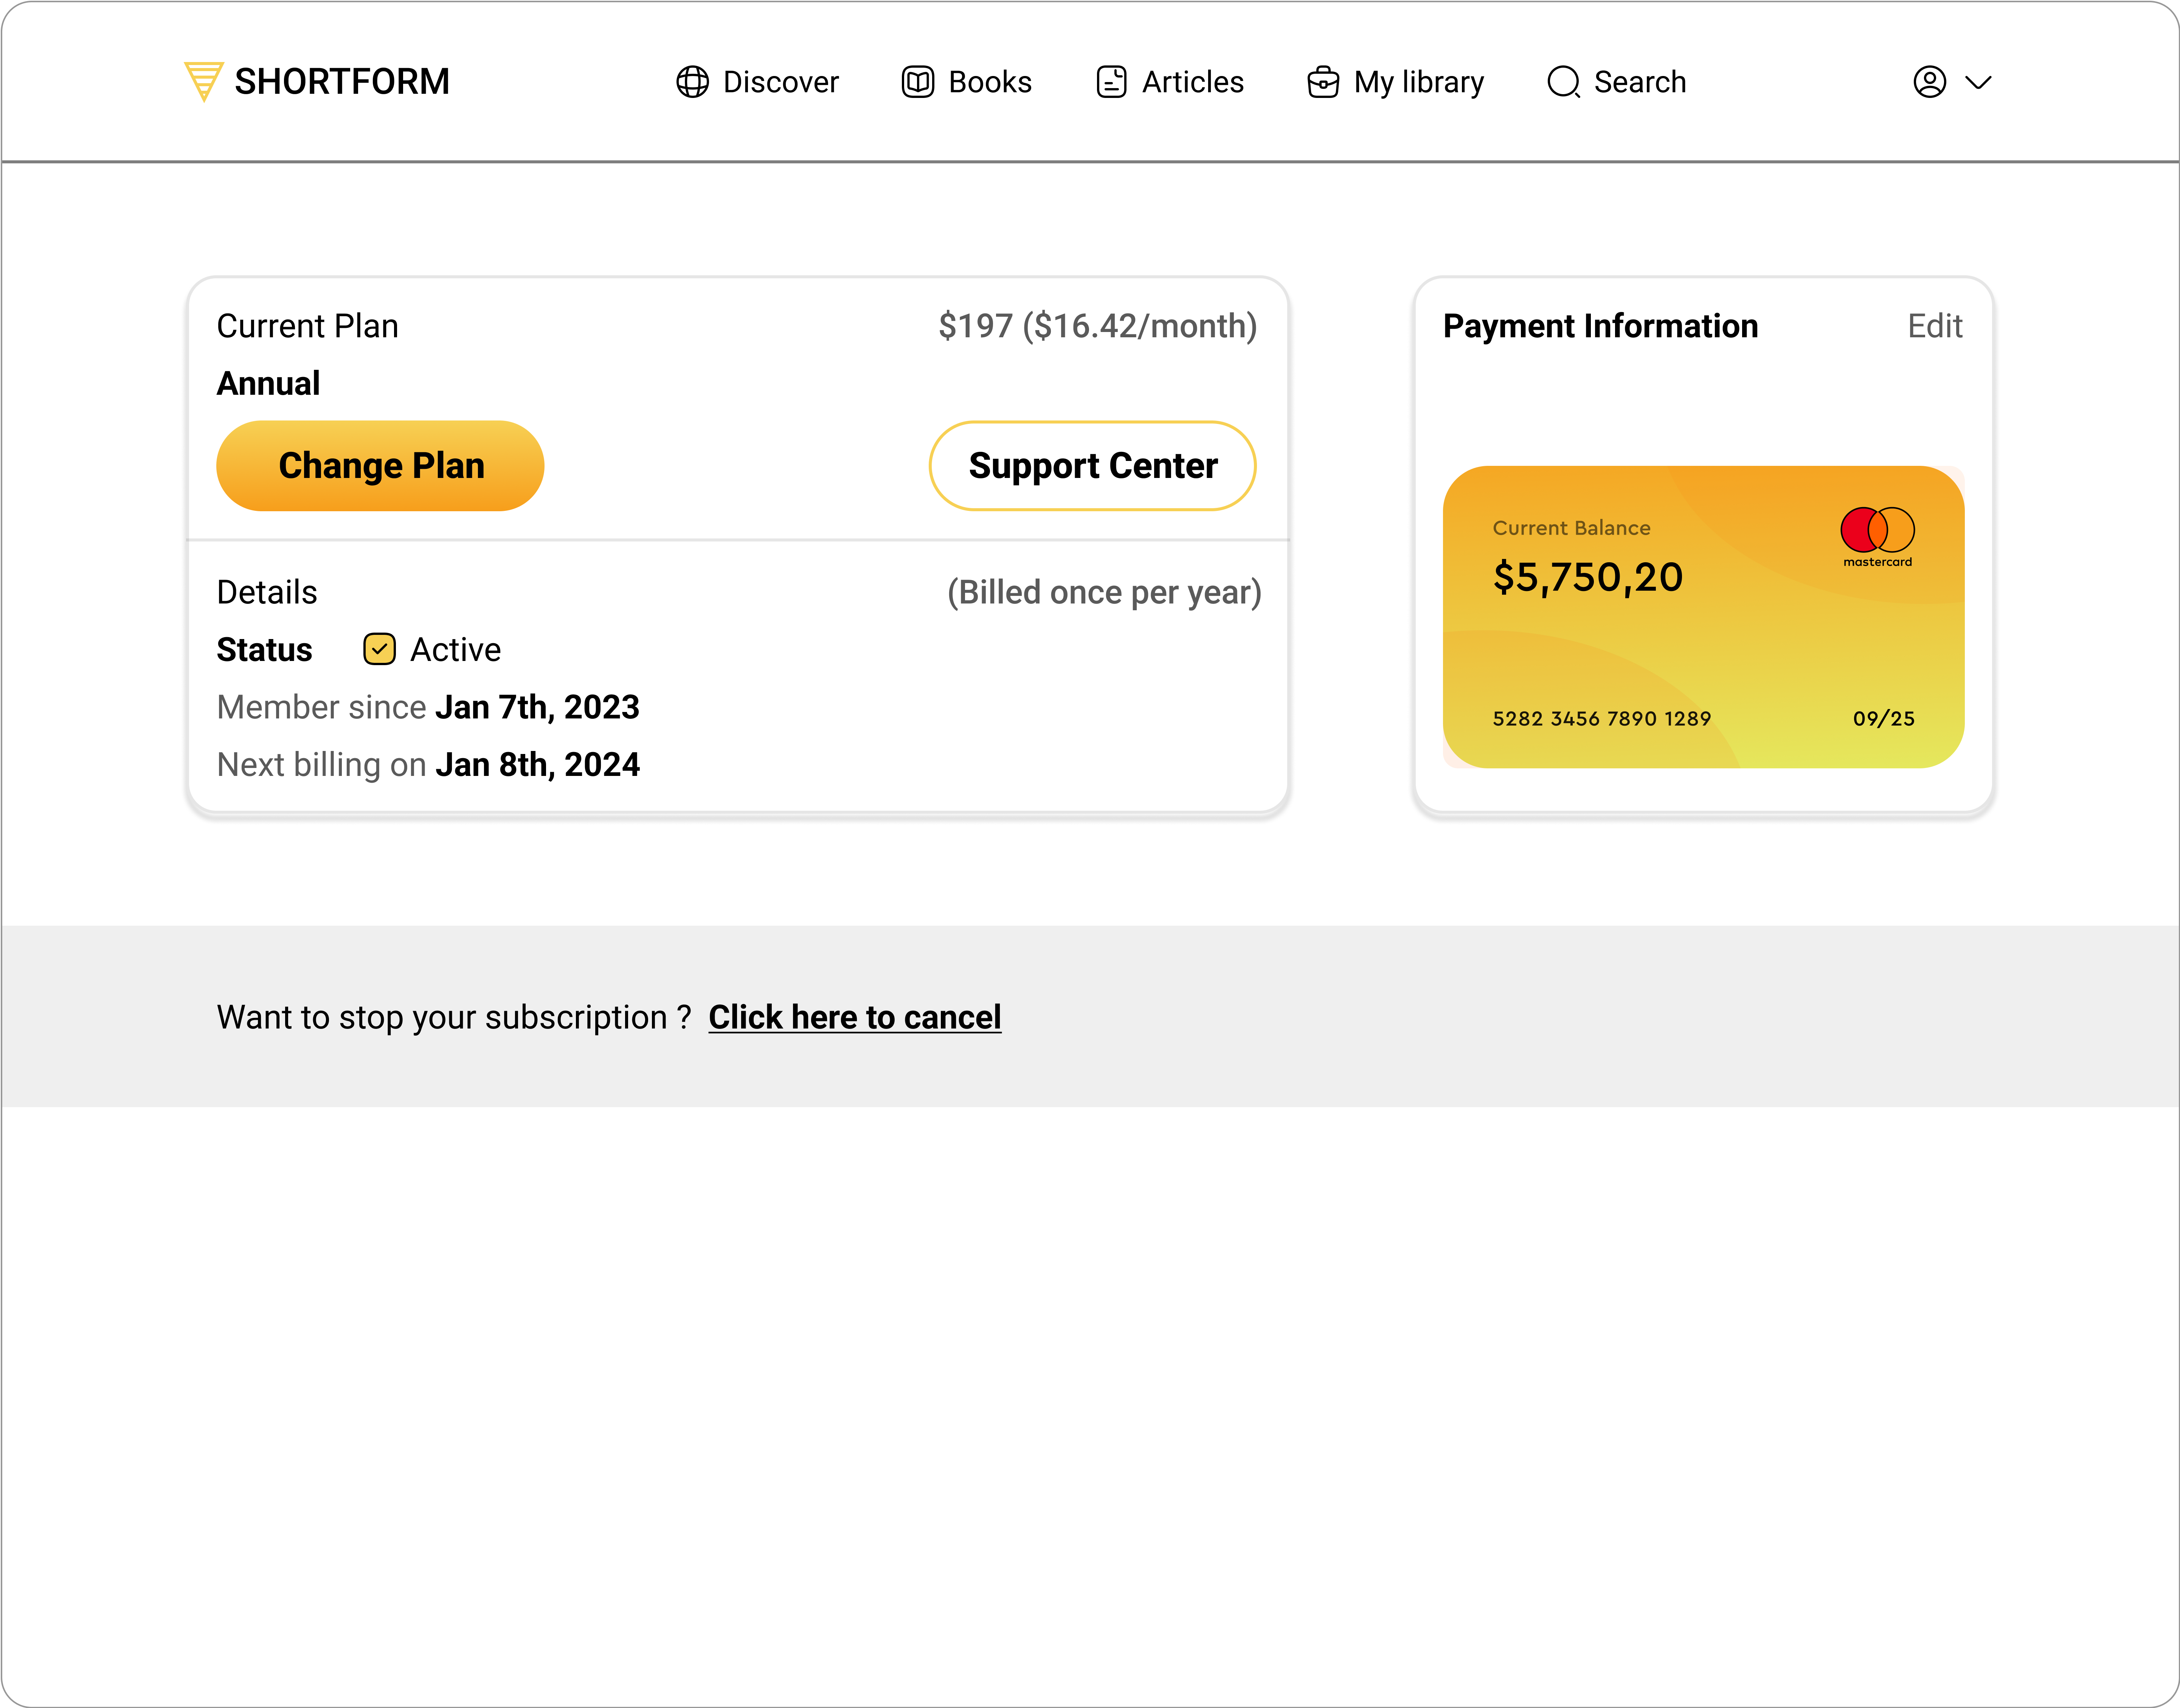 SHORTFORM
Discover
Books
Articles
My library
Search
Current Plan
$197 ($16.42/month)
Annual
Change Plan
Support Center
Details
(Billed once per year)
Status
Active
Member since Jan 7th, 2023
Next billing on Jan 8th, 2024
Payment Information
Edit
Current Balance
$5,750,20
mastercard
5282 3456 7890 1289
09/25
Want to stop your subscription ? Click here to cancel